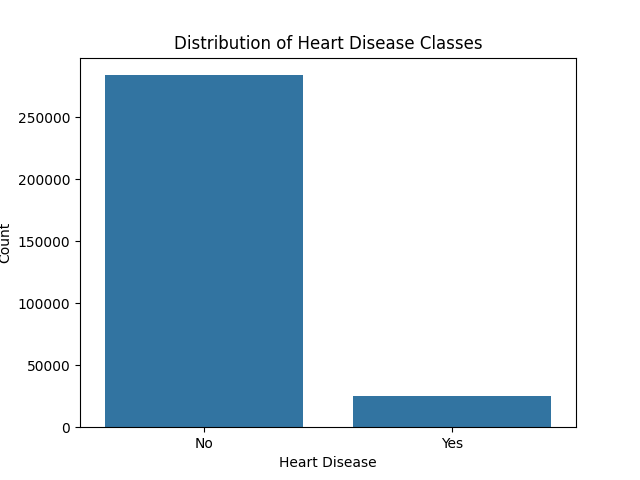 Distribution of Heart Disease Classes
250000
200000
150000
100000
50000
0
Count
No Yes
Heart Disease